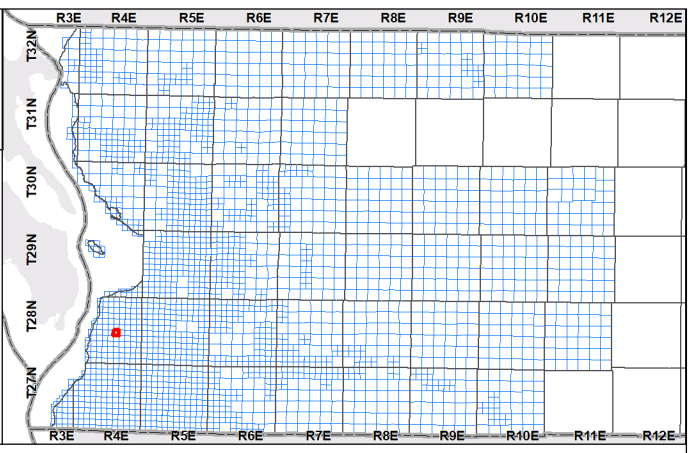 R3E R4E R5E R6E R7E R8E R9E R10E R11E R12E
T32N
T31N
T30N
T29N
T28N
T27N
R3E R4E R5E R6E R7E R8E R9E R10E R11E R12E